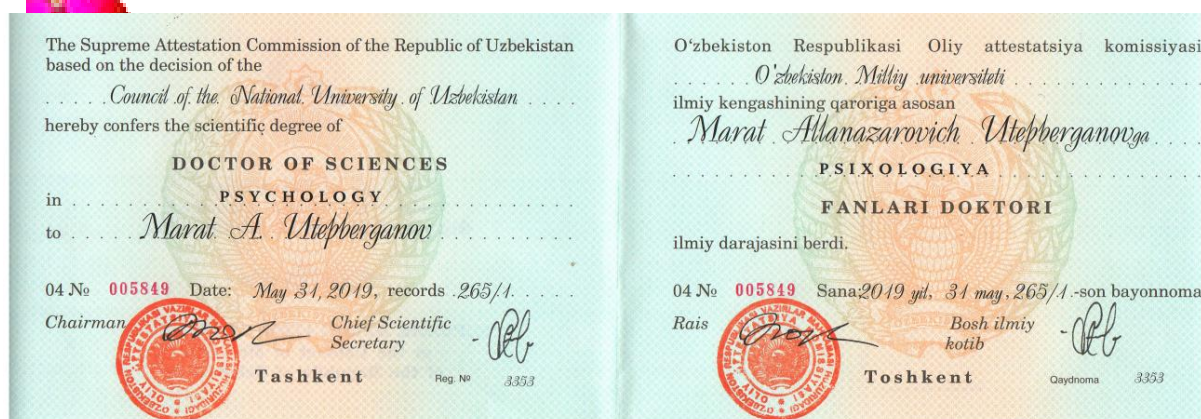 The Supreme Attestation Commission of the Republic of Uzbekistan
based on the decision of the
Council of the National University of Uzbekistan
hereby confers the scientific degree of
DOCTOR OF SCIENCES
in PSYCHOLOGY
to Marat A. Utepberganov
04 № 005849 Date: May 31, 2019, records 265/1.
Chairman
Chief Scientific
Secretary
Tashkent Reg. № 3353
O'zbekiston Respublikasi Oliy attestatsiya komissiyasi
O'zbekiston Milliy universiteti
ilmiy kengashining qaroriga asosan
Marat Allanazarovich Utepberganovga
PSIXOLOGIYA
FANLARI DOKTORI
ilmiy darajasini berdi.
04 № 005849 Sana: 2019 yil, 31 may, 265/1.-son bayonnoma
Rais
Bosh ilmiy
kotib
Toshkent Qaydnoma 3353